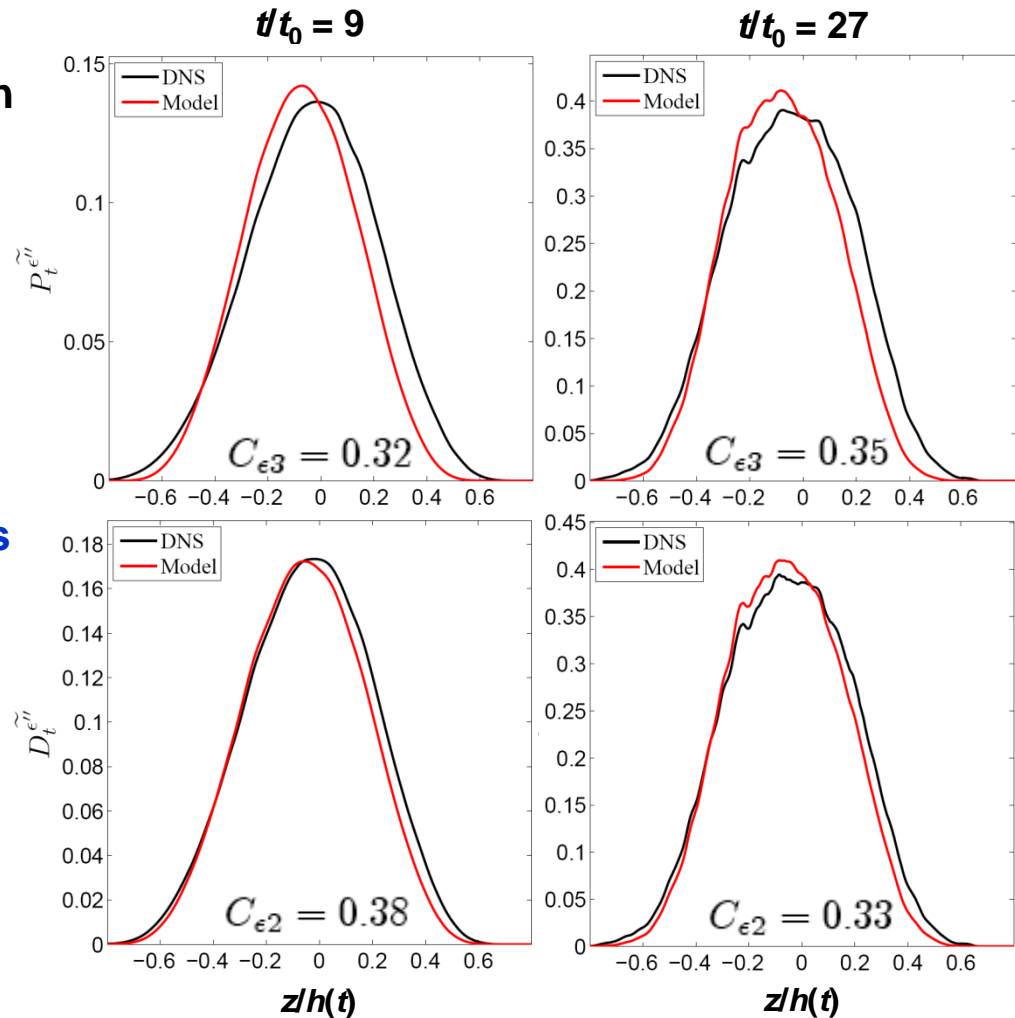 t/t0 = 9
t/t0 = 27
n
0.15
0.1
0.05
0
DNS
Model
P_t^ε''
C_ϵ3 = 0.32
−0.6 −0.4 −0.2 0 0.2 0.4 0.6
0.4
0.35
0.3
0.25
0.2
0.15
0.1
0.05
0
DNS
Model
C_ϵ3 = 0.35
−0.6 −0.4 −0.2 0 0.2 0.4 0.6
s
0.18
0.16
0.14
0.12
0.1
0.08
0.06
0.04
0.02
0
DNS
Model
D_t^ε''
C_ϵ2 = 0.38
−0.6 −0.4 −0.2 0 0.2 0.4 0.6
z/h(t)
0.45
0.4
0.35
0.3
0.25
0.2
0.15
0.1
0.05
0
DNS
Model
C_ϵ2 = 0.33
−0.6 −0.4 −0.2 0 0.2 0.4 0.6
z/h(t)